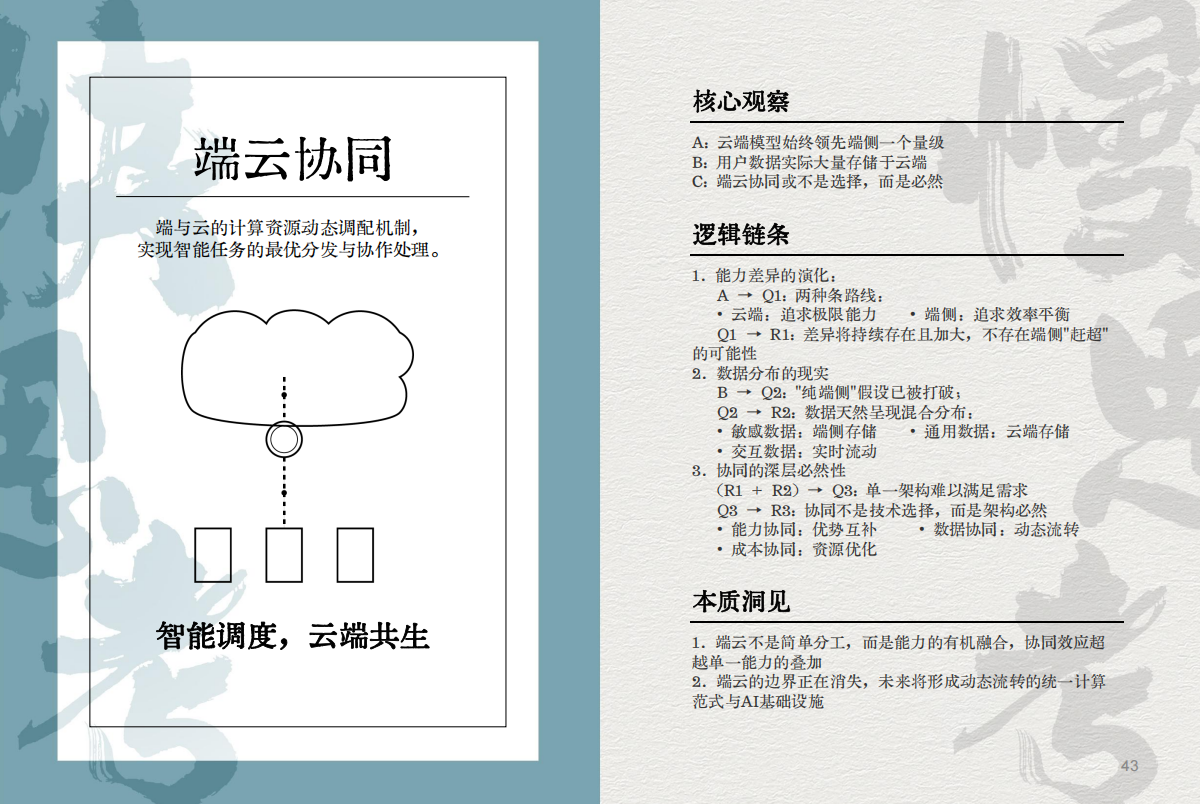 快思考
端云协同
端与云的计算资源动态调配机制，
实现智能任务的最优分发与协作处理。
智能调度，云端共生
慢思考
核心观察
A：云端模型始终领先端侧一个量级
B：用户数据实际大量存储于云端
C：端云协同或不是选择，而是必然
逻辑链条
1. 能力差异的演化：
A → Q1：两种条路线：
• 云端：追求极限能力 • 端侧：追求效率平衡
Q1 → R1：差异将持续存在且加大，不存在端侧"赶超"
的可能性
2. 数据分布的现实
B → Q2："纯端侧"假设已被打破；
Q2 → R2：数据天然呈现混合分布：
• 敏感数据：端侧存储 • 通用数据：云端存储
• 交互数据：实时流动
3. 协同的深层必然性
（R1 + R2）→ Q3：单一架构难以满足需求
Q3 → R3：协同不是技术选择，而是架构必然
• 能力协同：优势互补 • 数据协同：动态流转
• 成本协同：资源优化
本质洞见
1. 端云不是简单分工，而是能力的有机融合，协同效应超
越单一能力的叠加
2. 端云的边界正在消失，未来将形成动态流转的统一计算
范式与AI基础设施
43